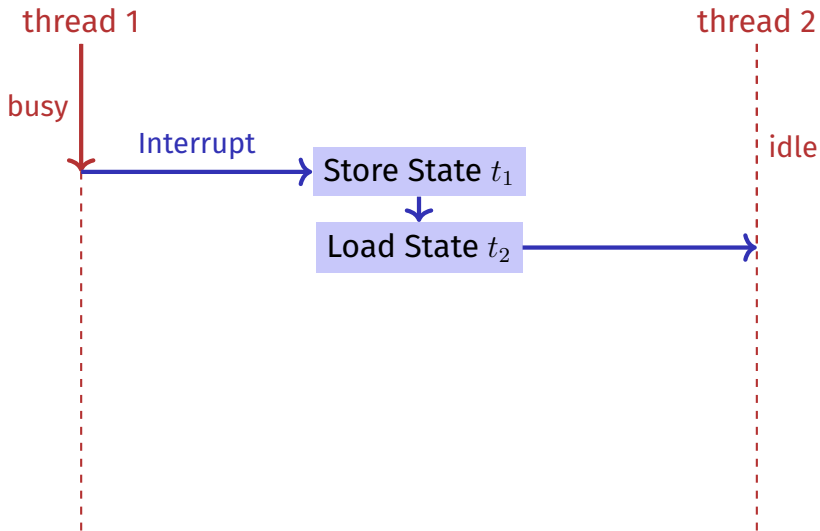 thread 1
thread 2
busy
Interrupt
idle
Store State t₁
Load State t₂